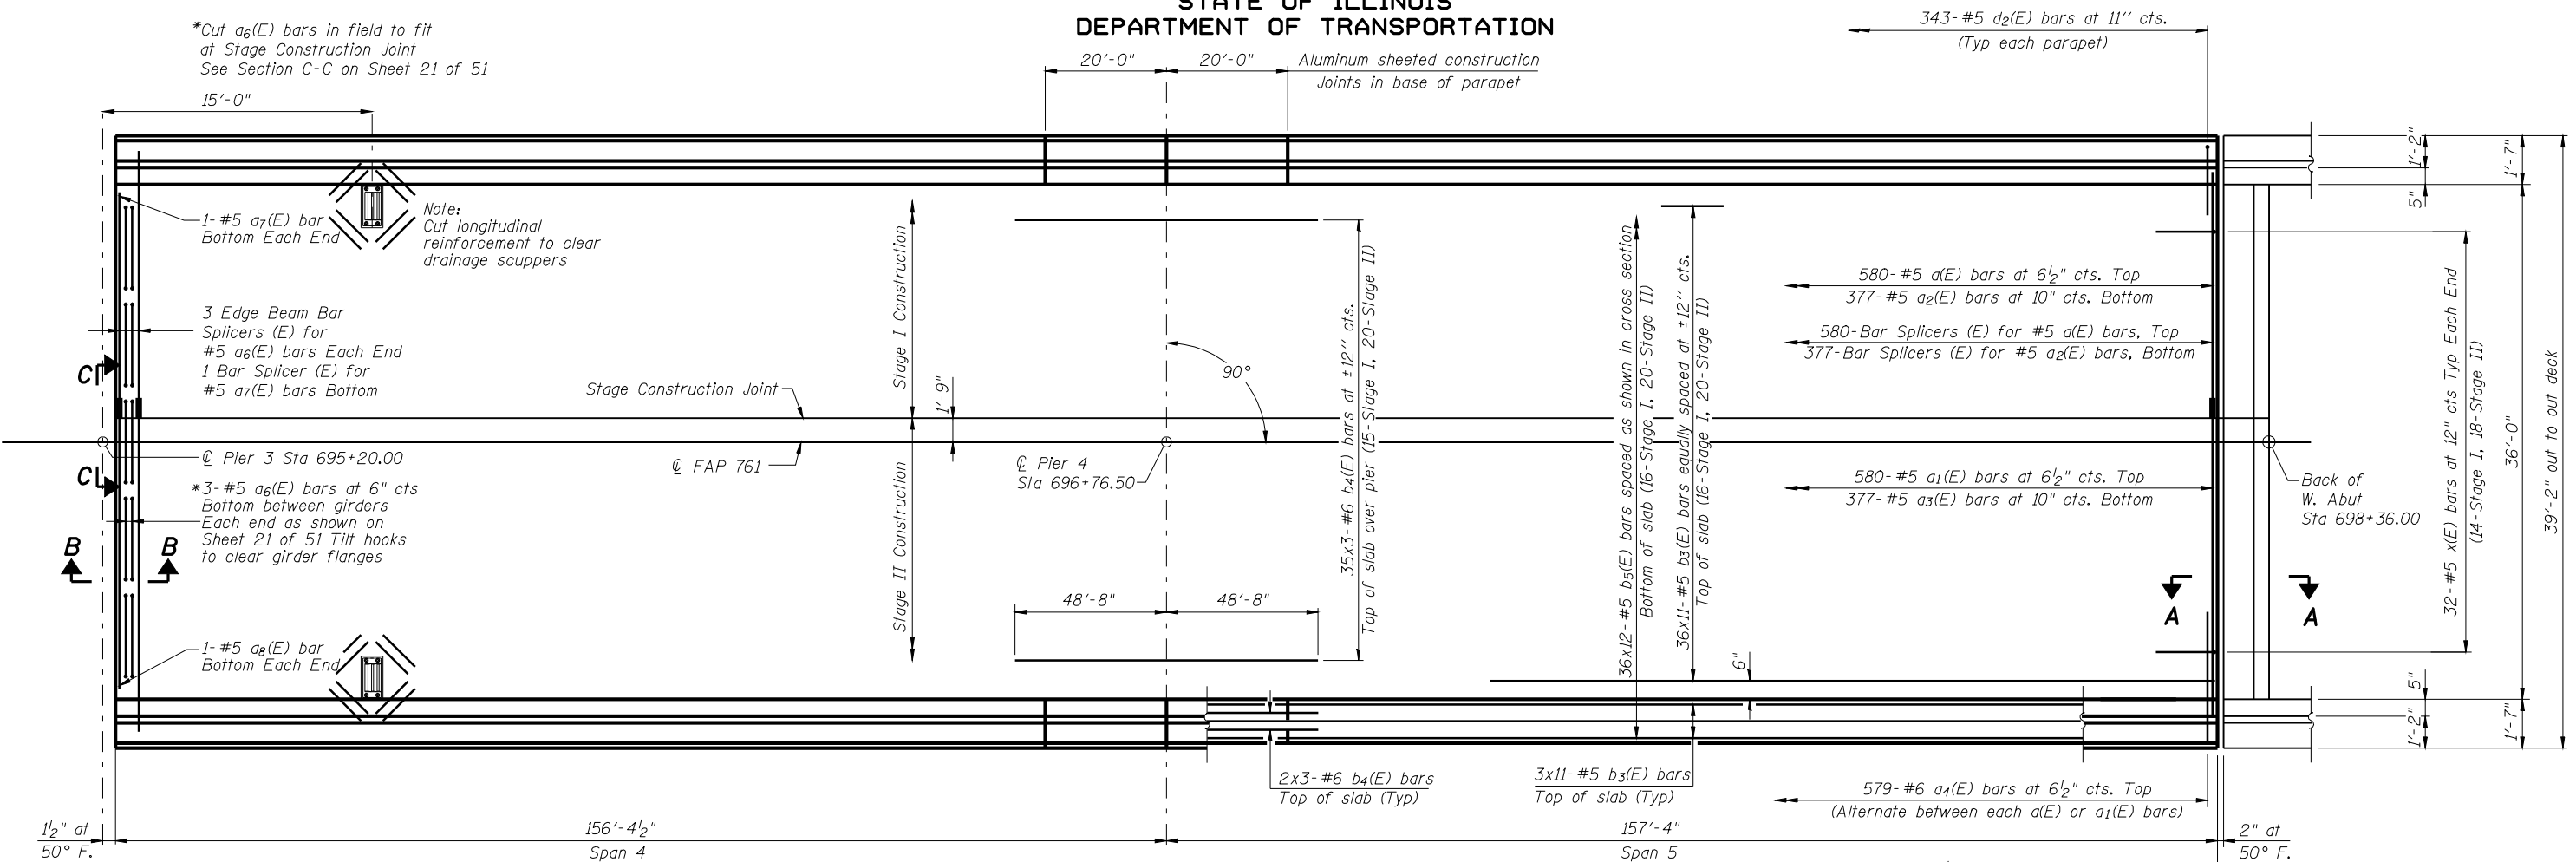 STATE OF ILLINOIS
DEPARTMENT OF TRANSPORTATION
*Cut a6(E) bars in field to fit
at Stage Construction Joint
See Section C-C on Sheet 21 of 51
15'-0"
20'-0"
20'-0"
Aluminum sheeted construction
Joints in base of parapet
343-#5 d2(E) bars at 11" cts.
(Typ each parapet)
1-#5 a7(E) bar
Bottom Each End
Note:
Cut longitudinal
reinforcement to clear
drainage scuppers
3 Edge Beam Bar
Splicers (E) for
#5 a6(E) bars Each End
1 Bar Splicer (E) for
#5 a7(E) bars Bottom
C
C
Stage Construction Joint
℄ Pier 3 Sta 695+20.00
℄ FAP 761
*3-#5 a6(E) bars at 6" cts
Bottom between girders
Each end as shown on
Sheet 21 of 51 Tilt hooks
to clear girder flanges
B
B
1-#5 a8(E) bar
Bottom Each End
Stage I Construction
Stage II Construction
1'-9"
90°
℄ Pier 4
Sta 696+76.50
48'-8"
48'-8"
35x3-#6 b4(E) bars at ±12" cts.
Top of slab over pier (15-Stage I, 20-Stage II)
36x12-#5 b5(E) bars spaced as shown in cross section
Bottom of slab (16-Stage I, 20-Stage II)
36x11-#5 b3(E) bars equally spaced at ±12" cts.
Top of slab (16-Stage I, 20-Stage II)
6"
580-#5 a(E) bars at 6½" cts. Top
377-#5 a2(E) bars at 10" cts. Bottom
580-Bar Splicers (E) for #5 a(E) bars, Top
377-Bar Splicers (E) for #5 a2(E) bars, Bottom
580-#5 a1(E) bars at 6½" cts. Top
377-#5 a3(E) bars at 10" cts. Bottom
Back of
W. Abut
Sta 698+36.00
A
A
1'-2"
5"
1'-7"
32-#5 x(E) bars at 12" cts Typ Each End
(14-Stage I, 18-Stage II)
36'-0"
39'-2" out to out deck
5"
1'-2"
1'-7"
2x3-#6 b4(E) bars
Top of slab (Typ)
3x11-#5 b3(E) bars
Top of slab (Typ)
579-#6 a4(E) bars at 6½" cts. Top
(Alternate between each a(E) or a1(E) bars)
1½" at
50° F.
156'-4½"
Span 4
157'-4"
Span 5
2" at
50° F.